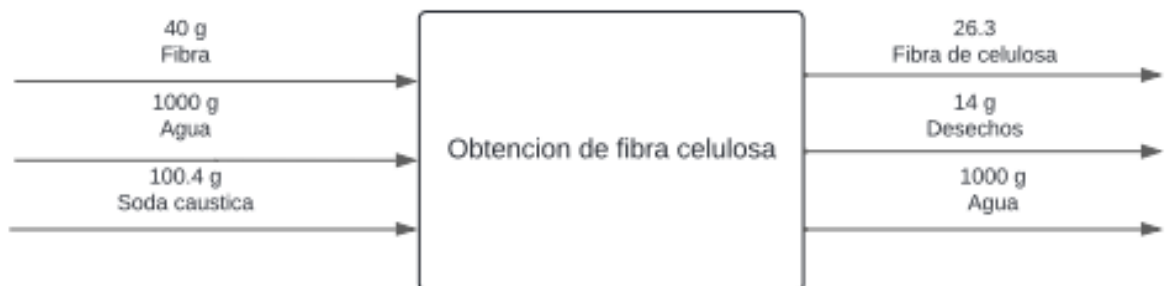 40 g
Fibra
1000 g
Agua
100.4 g
Soda caustica
Obtencion de fibra celulosa
26.3
Fibra de celulosa
14 g
Desechos
1000 g
Agua